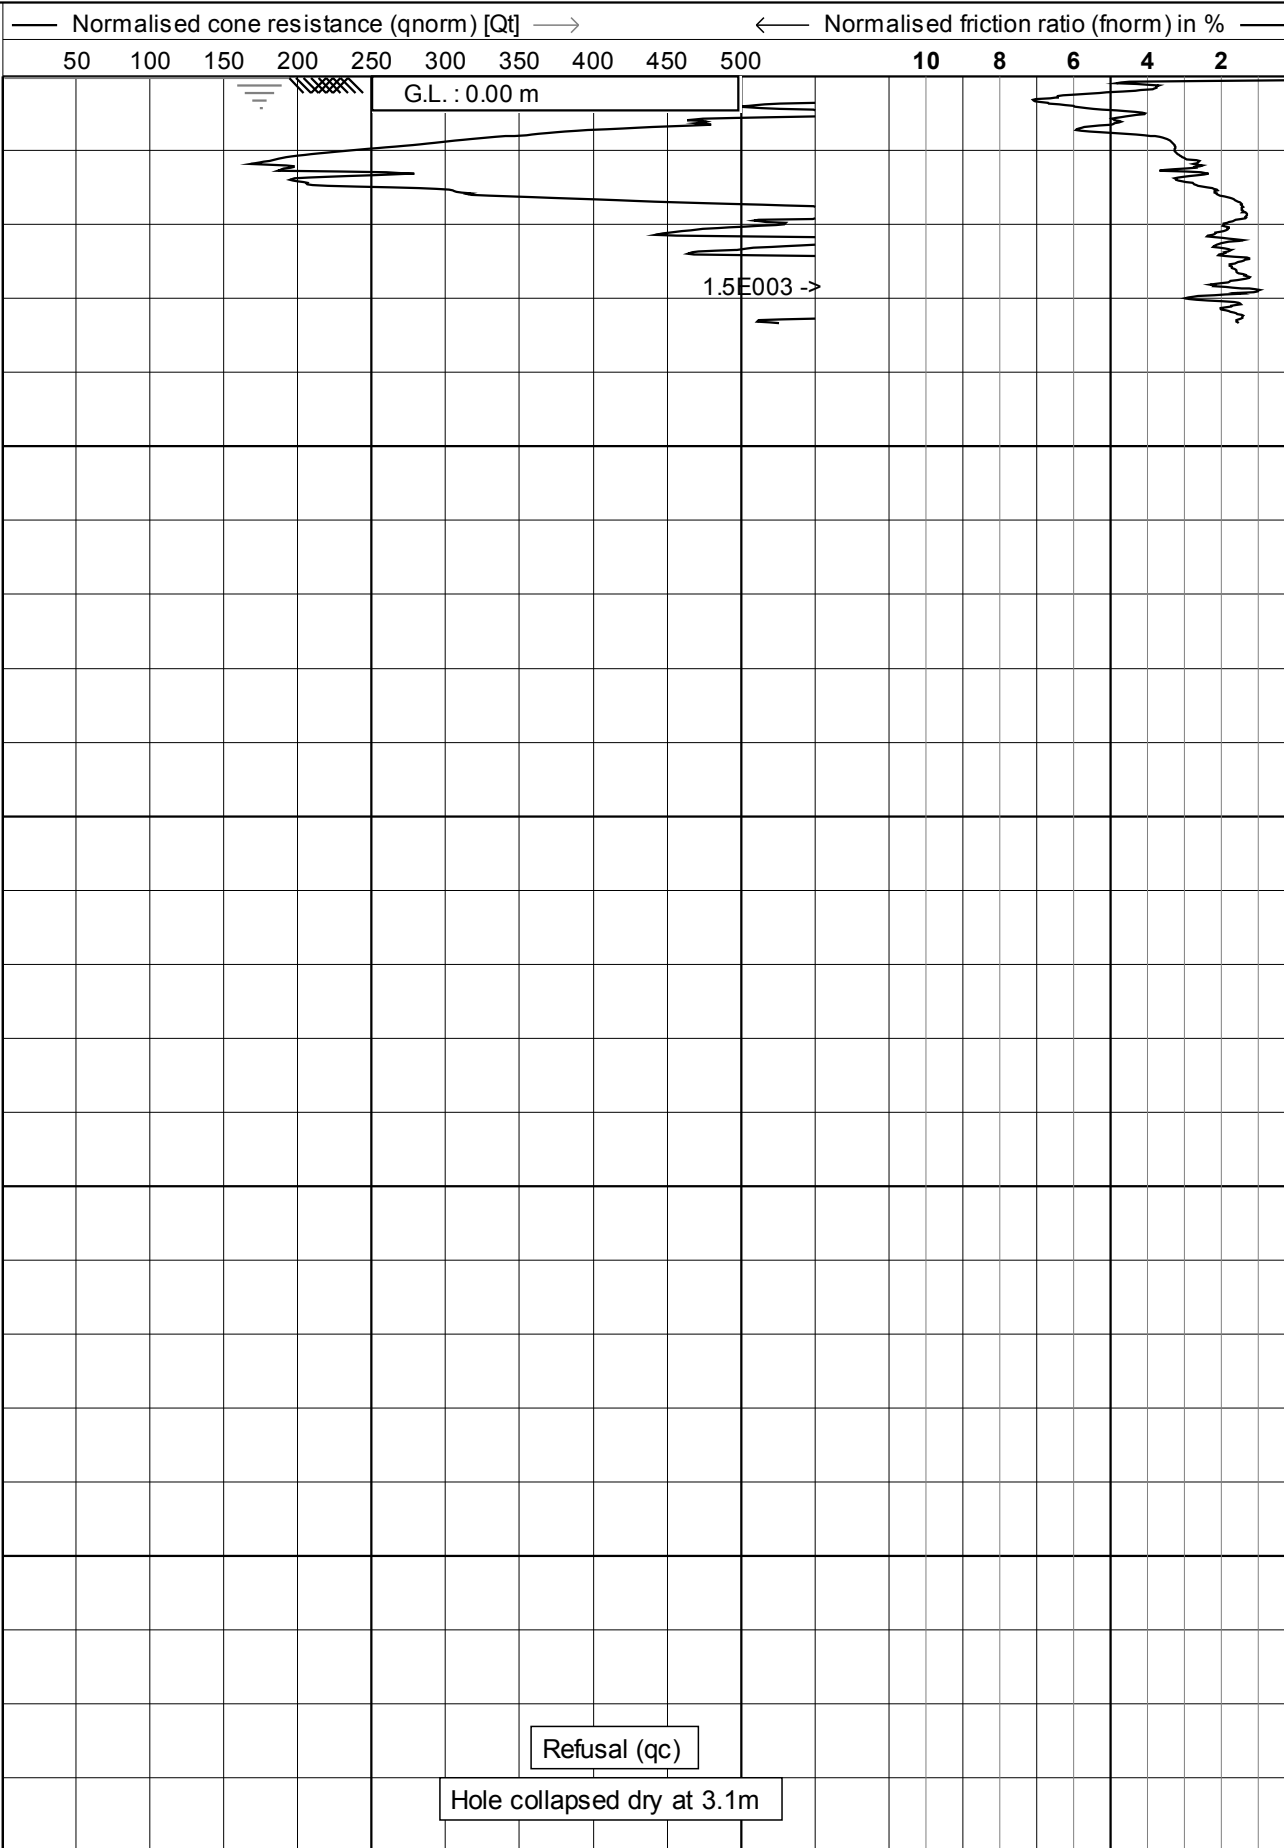 Normalised cone resistance (qnorm) [Qt] Normalised friction ratio (fnorm) in %
50 100 150 200 250 300 350 400 450 500 10 8 6 4 2
G.L. : 0.00 m
1.5E003 ->
Refusal (qc)
Hole collapsed dry at 3.1m